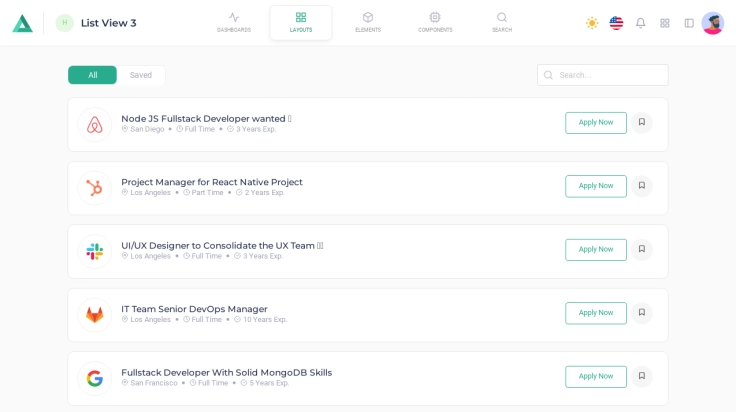 H List View 3
DASHBOARDS
LAYOUTS
ELEMENTS
COMPONENTS
SEARCH
All
Saved
Search...
Node JS Fullstack Developer wanted
San Diego • Full Time • 3 Years Exp.
Apply Now
Project Manager for React Native Project
Los Angeles • Part Time • 2 Years Exp.
Apply Now
UI/UX Designer to Consolidate the UX Team
Los Angeles • Full Time • 3 Years Exp.
Apply Now
IT Team Senior DevOps Manager
Los Angeles • Full Time • 10 Years Exp.
Apply Now
Fullstack Developer With Solid MongoDB Skills
San Francisco • Full Time • 5 Years Exp.
Apply Now